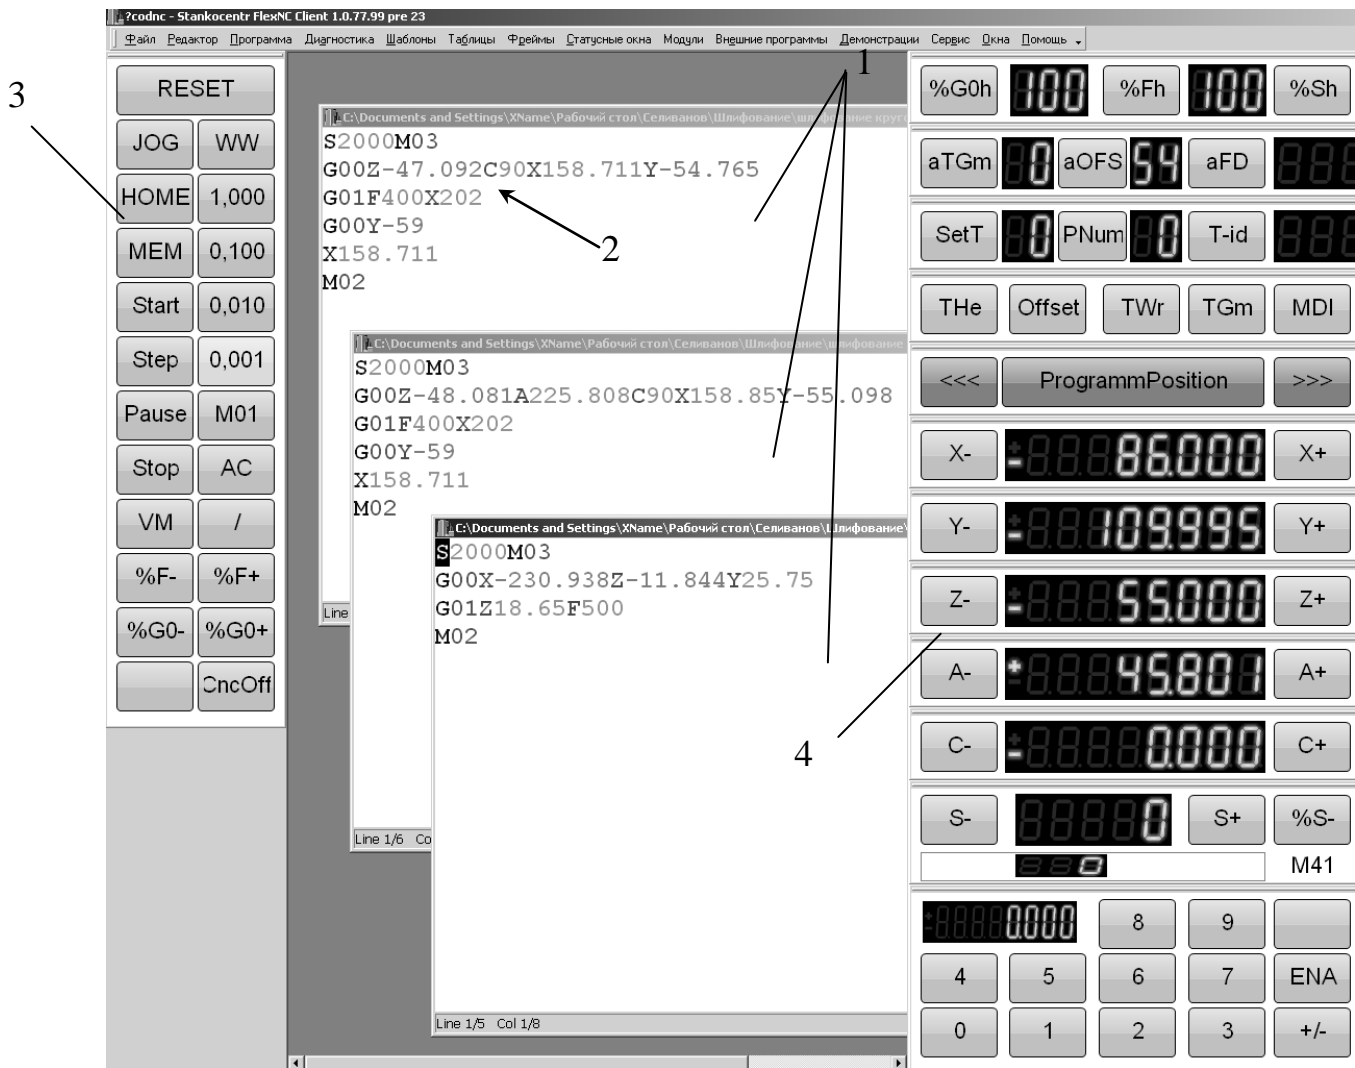 ?codnc - Stankocentr FlexNC Client 1.0.77.99 pre 23
Файл Редактор Программа Диагностика Шаблоны Таблицы Фреймы Статусные окна Модули Внешние программы Демонстрации Сервис Окна Помощь
1
3
RESET
JOG WW
HOME 1,000
MEM 0,100
Start 0,010
Step 0,001
Pause M01
Stop AC
VM /
%F- %F+
%G0- %G0+
CncOff
C:\Documents and Settings\XName\Рабочий стол\Селиванов\Шлифование\шлифование круго
S2000M03
G00Z-47.092C90X158.711Y-54.765
G01F400X202
G00Y-59
X158.711
M02
2
Line
C:\Documents and Settings\XName\Рабочий стол\Селиванов\Шлифование\шлифование
S2000M03
G00Z-48.081A225.808C90X158.85Y-55.098
G01F400X202
G00Y-59
X158.711
M02
Line 1/6 Co
C:\Documents and Settings\XName\Рабочий стол\Селиванов\Шлифование\
S2000M03
G00X-230.938Z-11.844Y25.75
G01Z18.65F500
M02
Line 1/5 Col 1/8
4
%G0h 100 %Fh 100 %Sh
aTGm 0 aOFS 54 aFD
SetT 0 PNum 0 T-id
THe Offset TWr TGm MDI
<<< ProgrammPosition >>>
X- -86.000 X+
Y- -109.995 Y+
Z- -55.000 Z+
A- +45.801 A+
C- -0.000 C+
S- 0 S+ %S-
0 M41
0.000 8 9
4 5 6 7 ENA
0 1 2 3 +/-